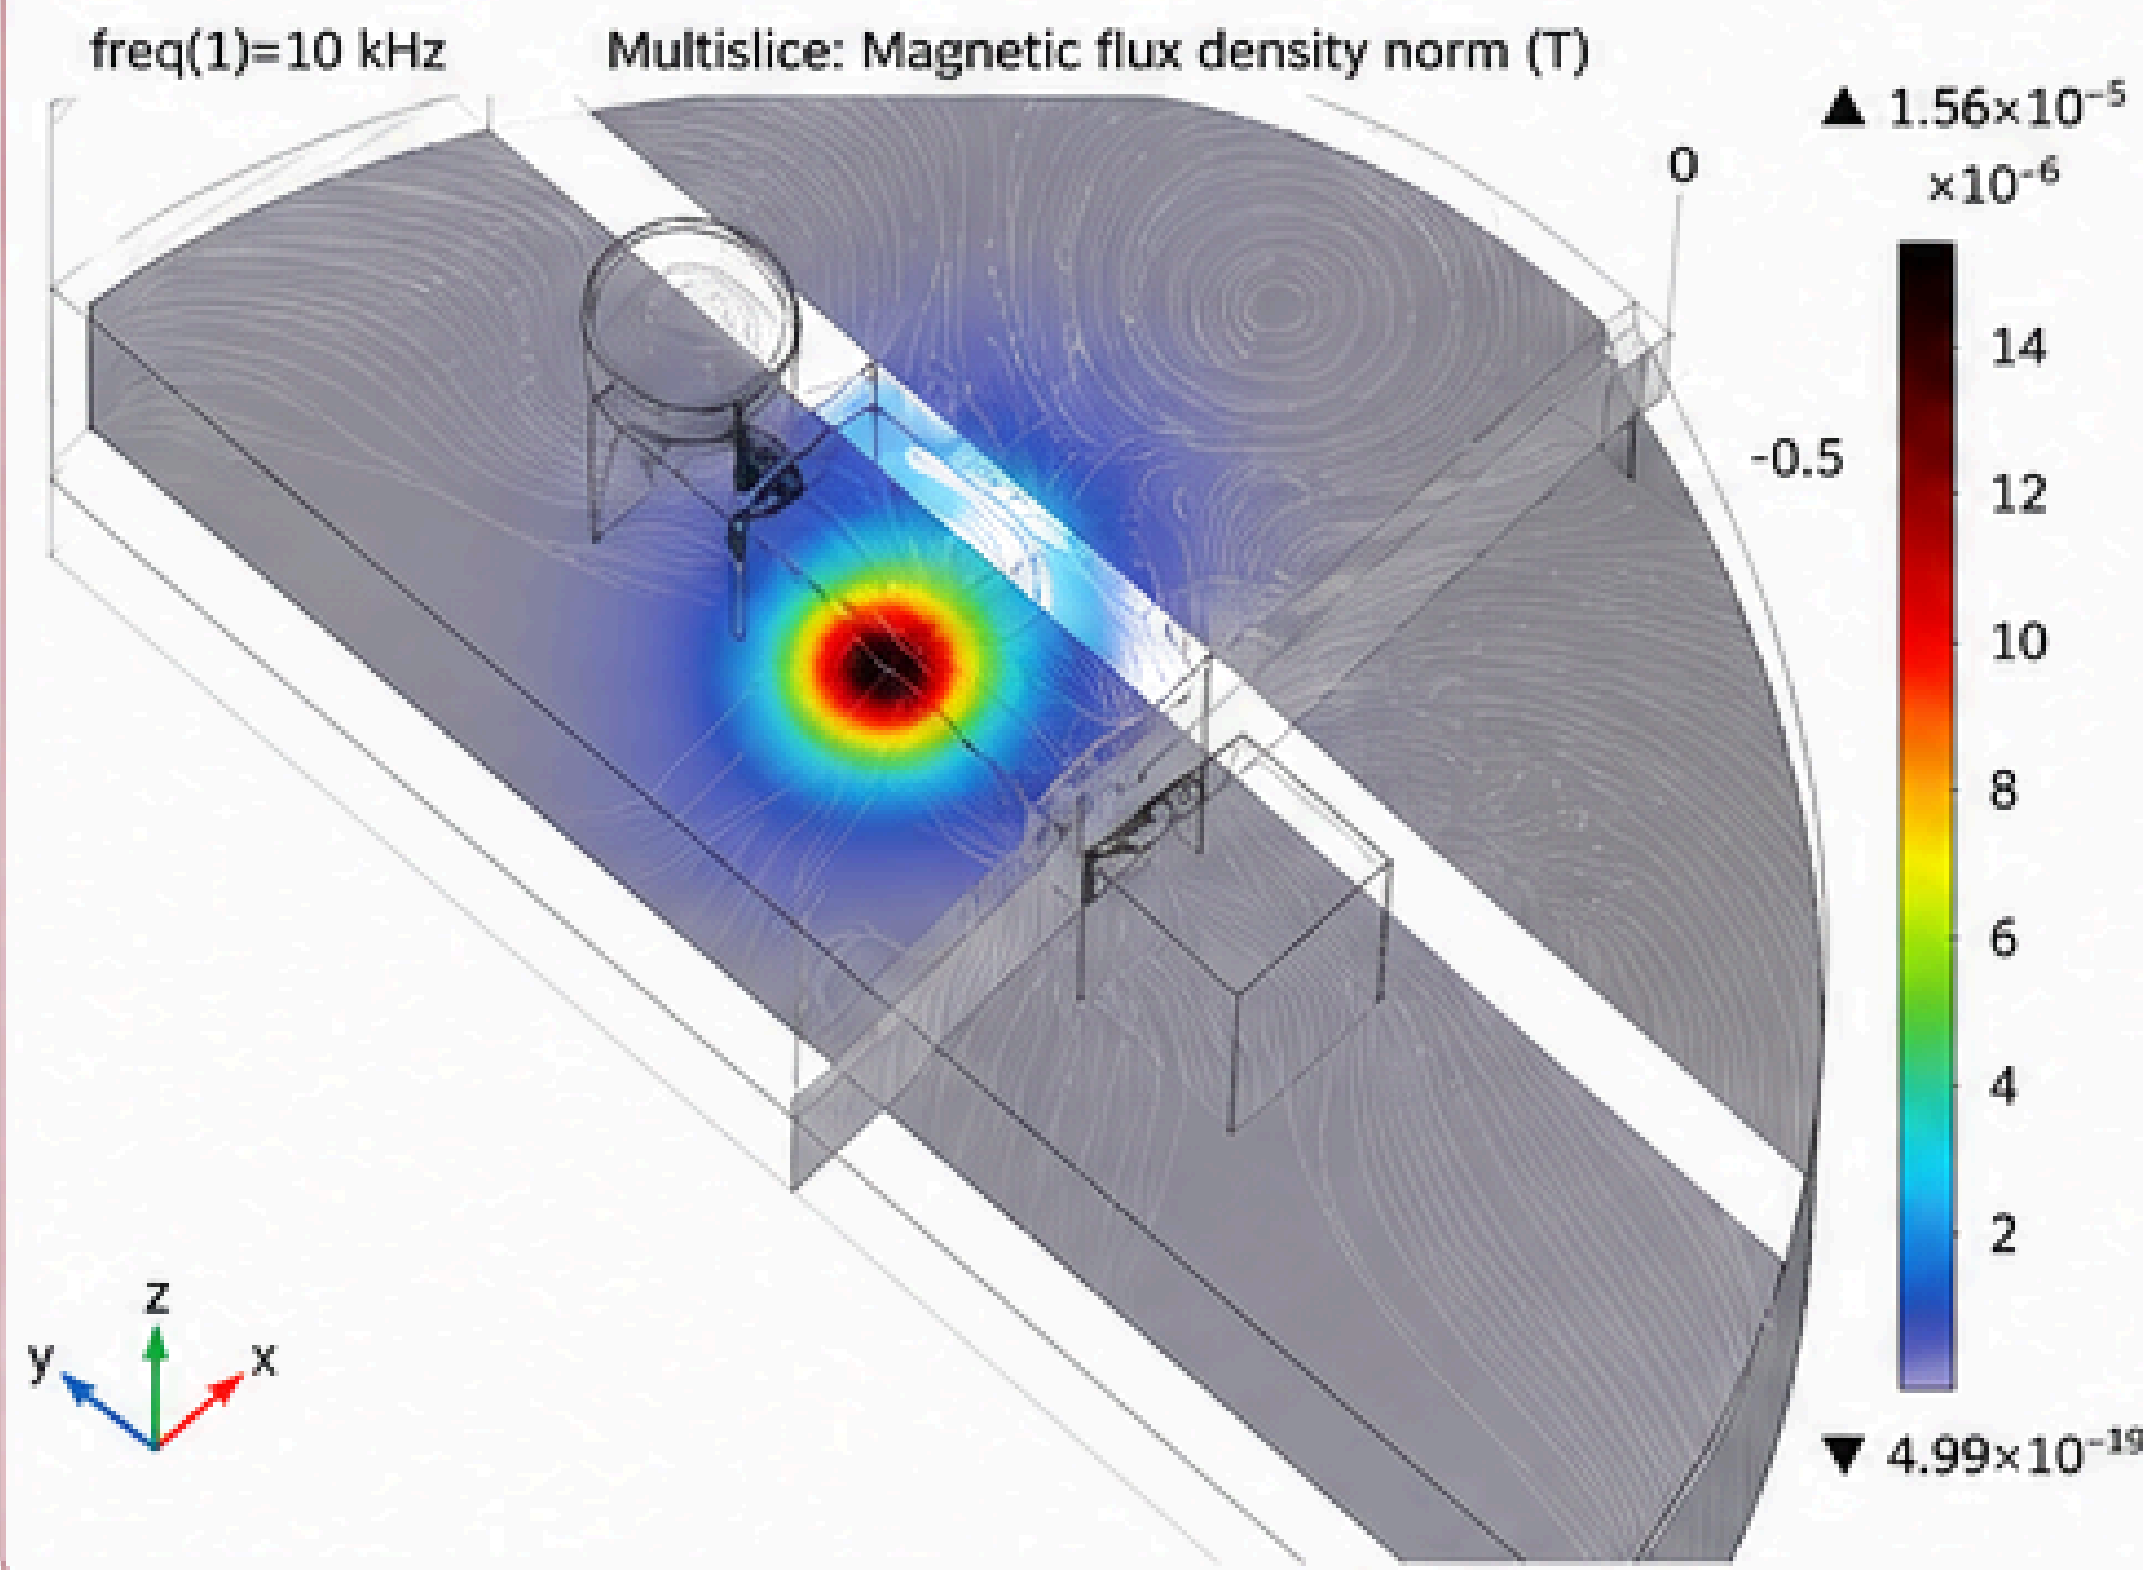 freq(1)=10 kHz
Multislice: Magnetic flux density norm (T)
▲ 1.56×10⁻⁵
0
×10⁻⁶
14
-0.5
12
10
8
6
4
2
z
y
x
▼ 4.99×10⁻¹⁹